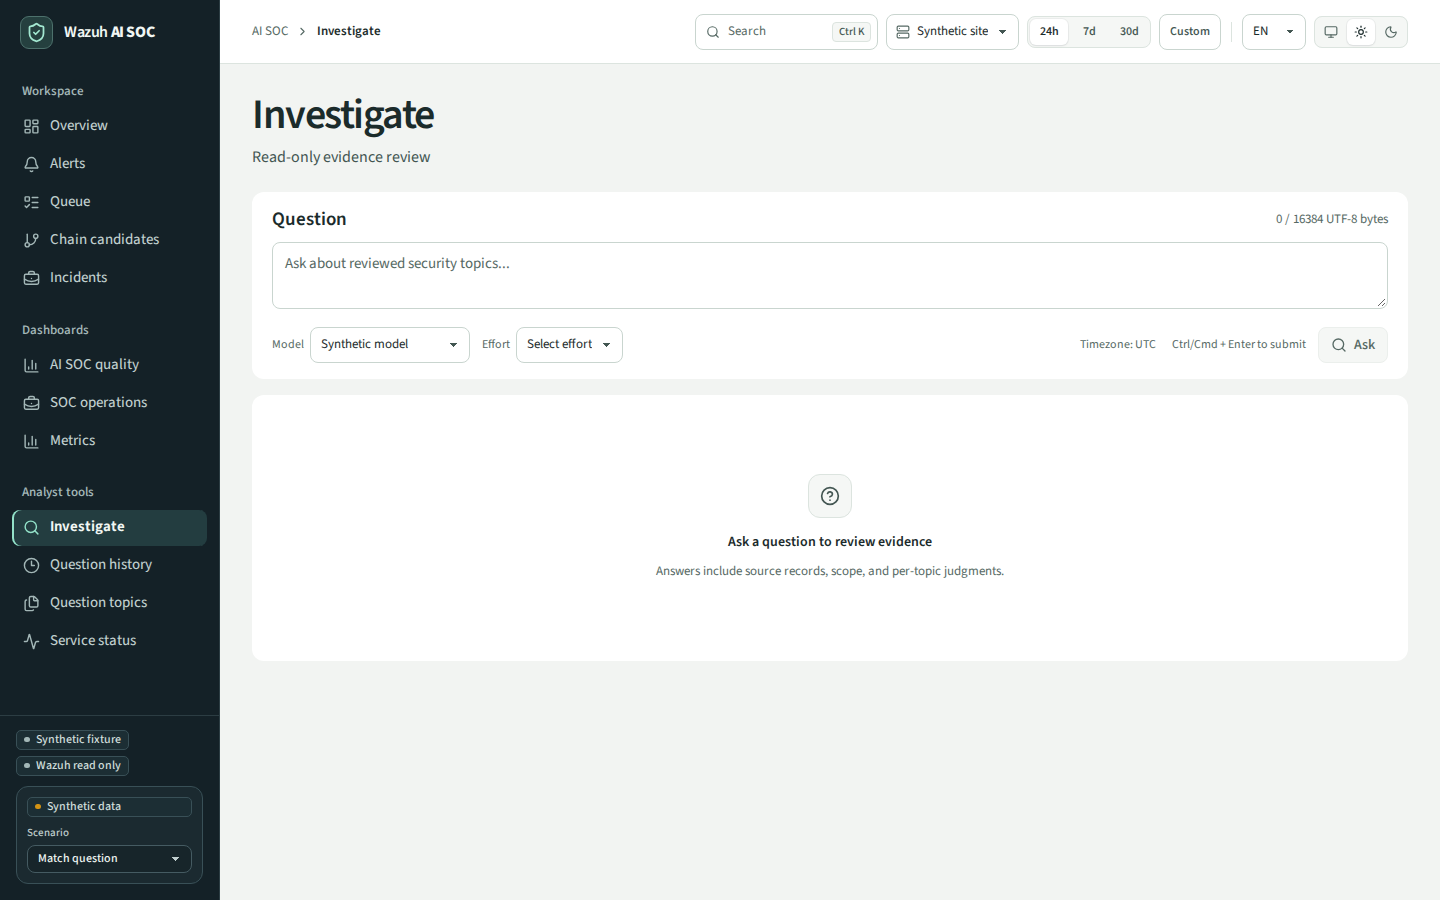 Wazuh AI SOC
Workspace
Overview
Alerts
Queue
Chain candidates
Incidents
Dashboards
AI SOC quality
SOC operations
Metrics
Analyst tools
Investigate
Question history
Question topics
Service status
Synthetic fixture
Wazuh read only
Synthetic data
Scenario
Match question
AI SOC > Investigate
Search Ctrl K
Synthetic site
24h 7d 30d
Custom
EN
Investigate
Read-only evidence review
Question
0 / 16384 UTF-8 bytes
Ask about reviewed security topics...
Model Synthetic model
Effort Select effort
Timezone: UTC
Ctrl/Cmd + Enter to submit
Ask
Ask a question to review evidence
Answers include source records, scope, and per-topic judgments.